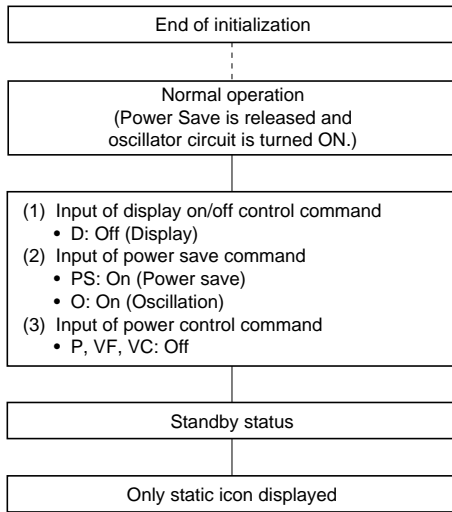 End of initialization
Normal operation
(Power Save is released and
oscillator circuit is turned ON.)
(1) Input of display on/off control command
• D: Off (Display)
(2) Input of power save command
• PS: On (Power save)
• O: On (Oscillation)
(3) Input of power control command
• P, VF, VC: Off
Standby status
Only static icon displayed